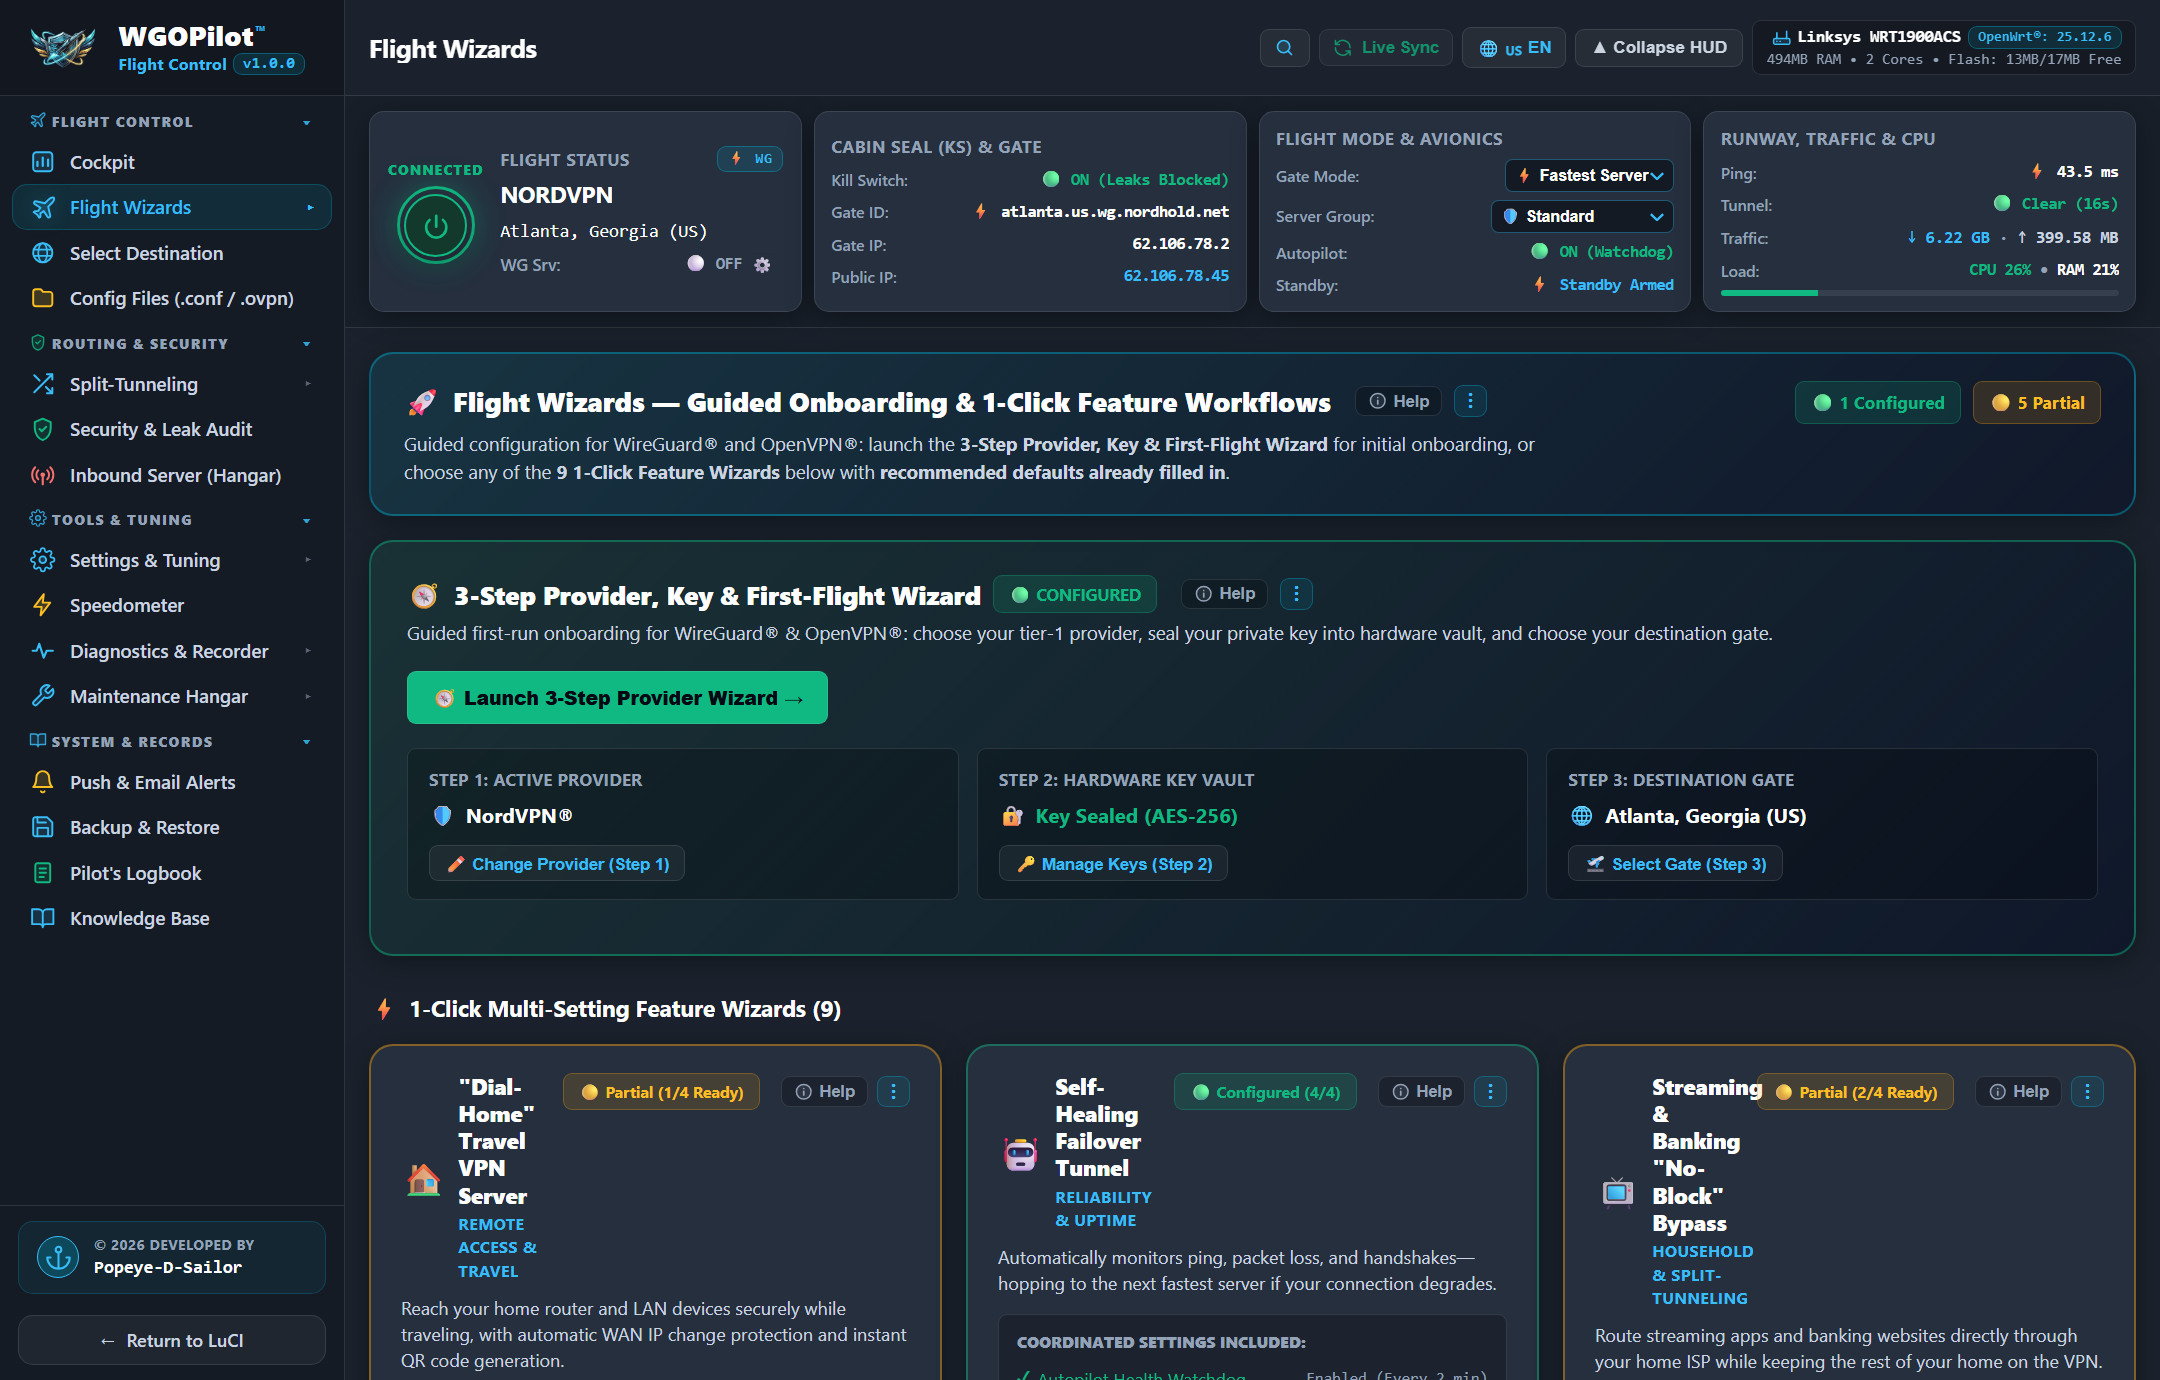 WGOPilot™
Flight Control v1.0.0
FLIGHT CONTROL
Cockpit
Flight Wizards
Select Destination
Config Files (.conf / .ovpn)
ROUTING & SECURITY
Split-Tunneling
Security & Leak Audit
Inbound Server (Hangar)
TOOLS & TUNING
Settings & Tuning
Speedometer
Diagnostics & Recorder
Maintenance Hangar
SYSTEM & RECORDS
Push & Email Alerts
Backup & Restore
Pilot's Logbook
Knowledge Base
© 2026 DEVELOPED BY
Popeye-D-Sailor
← Return to LuCI
Flight Wizards
Live Sync
US EN
▲ Collapse HUD
Linksys WRT1900ACS OpenWrt®: 25.12.6
494MB RAM • 2 Cores • Flash: 13MB/17MB Free
CONNECTED
FLIGHT STATUS
WG
NORDVPN
Atlanta, Georgia (US)
WG Srv: OFF
CABIN SEAL (KS) & GATE
Kill Switch: ON (Leaks Blocked)
Gate ID: atlanta.us.wg.nordhold.net
Gate IP: 62.106.78.2
Public IP: 62.106.78.45
FLIGHT MODE & AVIONICS
Gate Mode: Fastest Server
Server Group: Standard
Autopilot: ON (Watchdog)
Standby: Standby Armed
RUNWAY, TRAFFIC & CPU
Ping: 43.5 ms
Tunnel: Clear (16s)
Traffic: ↓ 6.22 GB · ↑ 399.58 MB
Load: CPU 26% • RAM 21%
Flight Wizards — Guided Onboarding & 1-Click Feature Workflows
Help
1 Configured
5 Partial
Guided configuration for WireGuard® and OpenVPN®: launch the 3-Step Provider, Key & First-Flight Wizard for initial onboarding, or
choose any of the 9 1-Click Feature Wizards below with recommended defaults already filled in.
3-Step Provider, Key & First-Flight Wizard
CONFIGURED
Help
Guided first-run onboarding for WireGuard® & OpenVPN®: choose your tier-1 provider, seal your private key into hardware vault, and choose your destination gate.
Launch 3-Step Provider Wizard →
STEP 1: ACTIVE PROVIDER
NordVPN®
Change Provider (Step 1)
STEP 2: HARDWARE KEY VAULT
Key Sealed (AES-256)
Manage Keys (Step 2)
STEP 3: DESTINATION GATE
Atlanta, Georgia (US)
Select Gate (Step 3)
1-Click Multi-Setting Feature Wizards (9)
"Dial-
Home"
Travel
VPN
Server
REMOTE
ACCESS &
TRAVEL
Partial (1/4 Ready)
Help
Reach your home router and LAN devices securely while
traveling, with automatic WAN IP change protection and instant
QR code generation.
Self-
Healing
Failover
Tunnel
RELIABILITY
& UPTIME
Configured (4/4)
Help
Automatically monitors ping, packet loss, and handshakes—
hopping to the next fastest server if your connection degrades.
COORDINATED SETTINGS INCLUDED:
✓ Autopilot Health Watchdog Enabled (Every 2 min)
Streaming
&
Banking
"No-
Block"
Bypass
HOUSEHOLD
& SPLIT-
TUNNELING
Partial (2/4 Ready)
Help
Route streaming apps and banking websites directly through
your home ISP while keeping the rest of your home on the VPN.